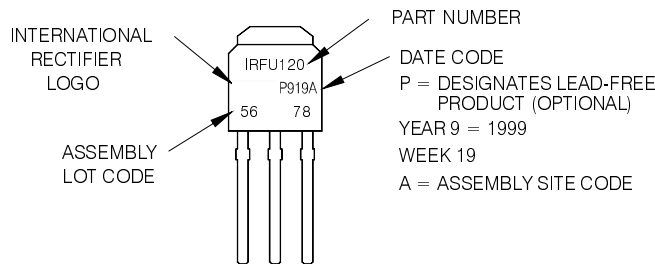 INTERNATIONAL
RECTIFIER
LOGO
ASSEMBLY
LOT CODE
IRFU120
P919A
56 78
PART NUMBER
DATE CODE
P = DESIGNATES LEAD-FREE
PRODUCT (OPTIONAL)
YEAR 9 = 1999
WEEK 19
A = ASSEMBLY SITE CODE